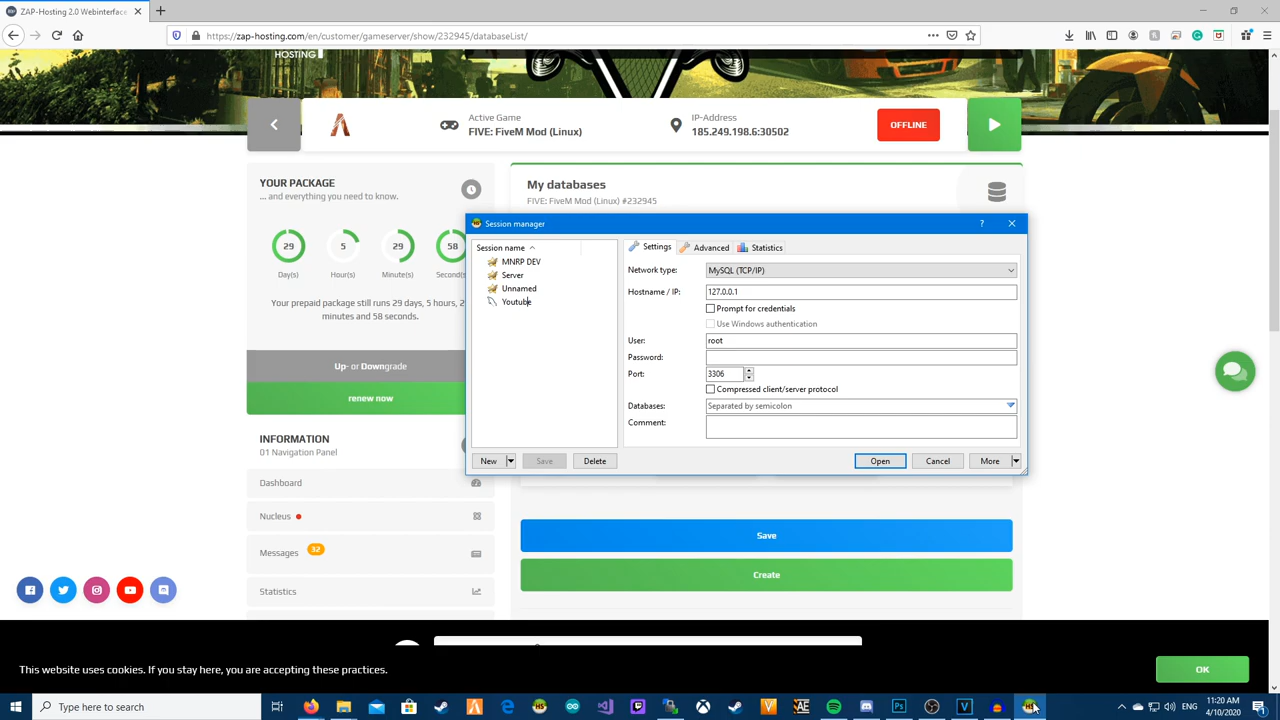 ZAP-Hosting 2.0 Webinterface
https://zap-hosting.com/en/customer/gameserver/show/232945/databaseList/
HOSTING
Active Game
FIVE: FiveM Mod (Linux)
IP-Address
185.249.198.6:30502
OFFLINE
YOUR PACKAGE
... and everything you need to know.
29
5
29
58
Day(s)
Hour(s)
Minute(s)
Second(s
Your prepaid package still runs 29 days, 5 hours, 2
minutes and 58 seconds.
Up- or Downgrade
renew now
INFORMATION
01 Navigation Panel
Dashboard
Nucleus
Messages
32
Statistics
My databases
FIVE: FiveM Mod (Linux) #232945
Session manager
?
Session name
MNRP DEV
Server
Unnamed
Youtube
Settings
Advanced
Statistics
Network type:
MySQL (TCP/IP)
Hostname / IP:
127.0.0.1
Prompt for credentials
Use Windows authentication
User:
root
Password:
Port:
3306
Compressed client/server protocol
Databases:
Separated by semicolon
Comment:
New
Save
Delete
Open
Cancel
More
Save
Create
This website uses cookies. If you stay here, you are accepting these practices.
OK
Type here to search
ENG
11:20 AM
4/10/2020